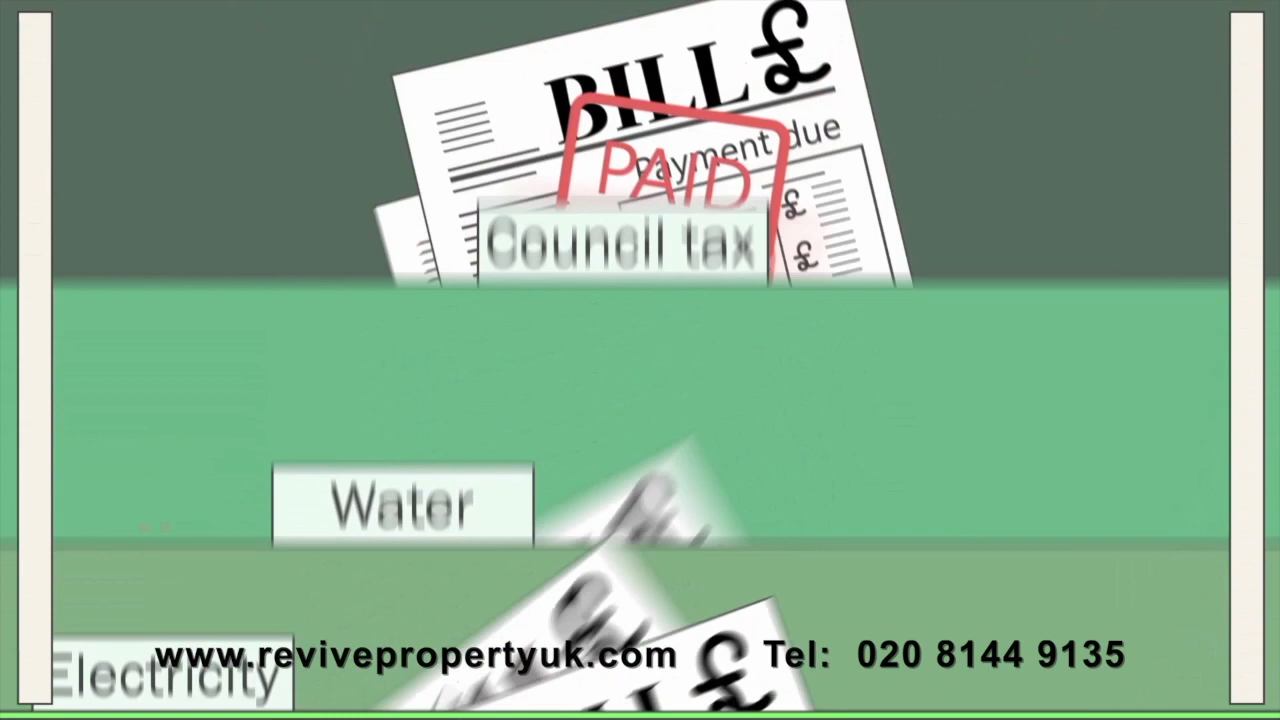 BILL £
PAID
Payment due
£
£
Council tax
Water
Electricity
www.revivepropertyuk.com Tel: 020 8144 9135
£